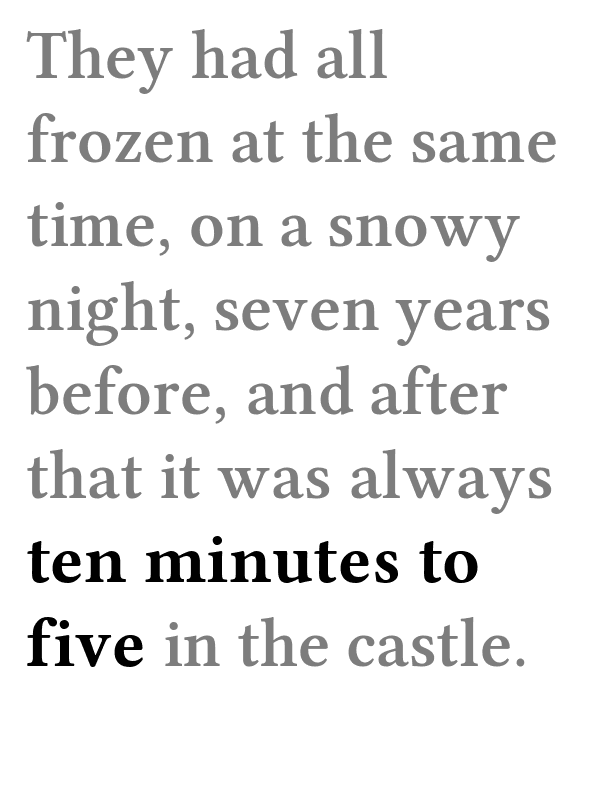 They had all
frozen at the same
time, on a snowy
night, seven years
before, and after
that it was always
ten minutes to
five in the castle.